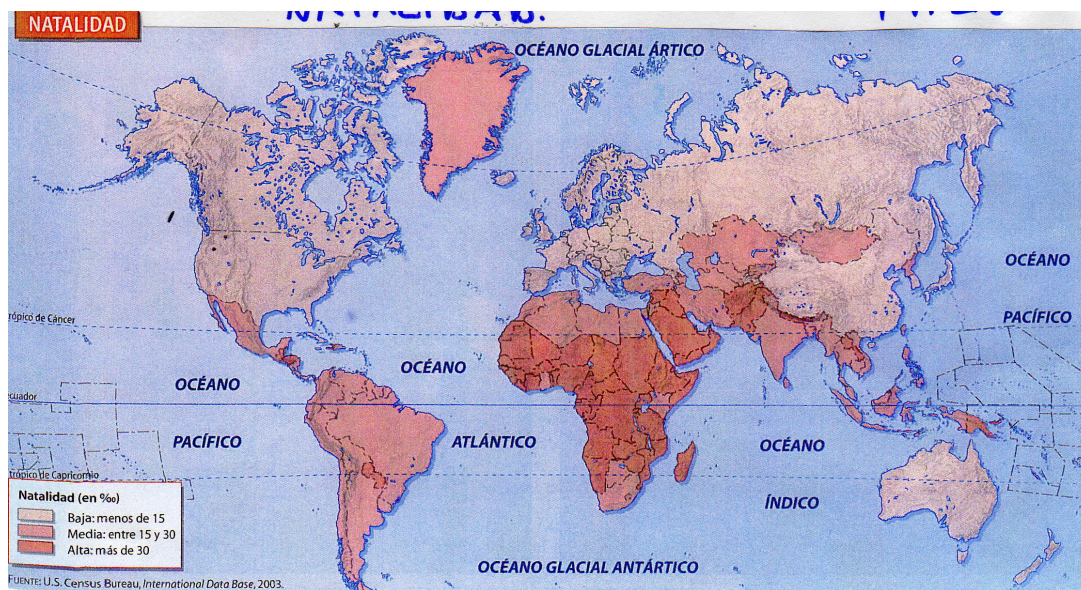 NATALIDAD
OCÉANO GLACIAL ÁRTICO
OCÉANO
PACÍFICO
trópico de Cáncer
OCÉANO
OCÉANO
cuador
PACÍFICO
ATLÁNTICO
OCÉANO
trópico de Capricornio
ÍNDICO
Natalidad (en ‰)
Baja: menos de 15
Media: entre 15 y 30
Alta: más de 30
OCÉANO GLACIAL ANTÁRTICO
FUENTE: U.S. Census Bureau, International Data Base, 2003.